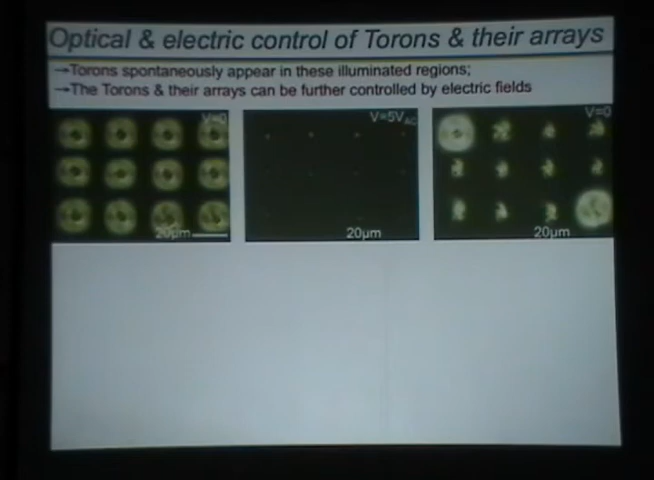 Optical & electric control of Torons & their arrays
→Torons spontaneously appear in these illuminated regions;
→The Torons & their arrays can be further controlled by electric fields
V=0
V=5V_AC
V=0
20μm
20μm
20μm